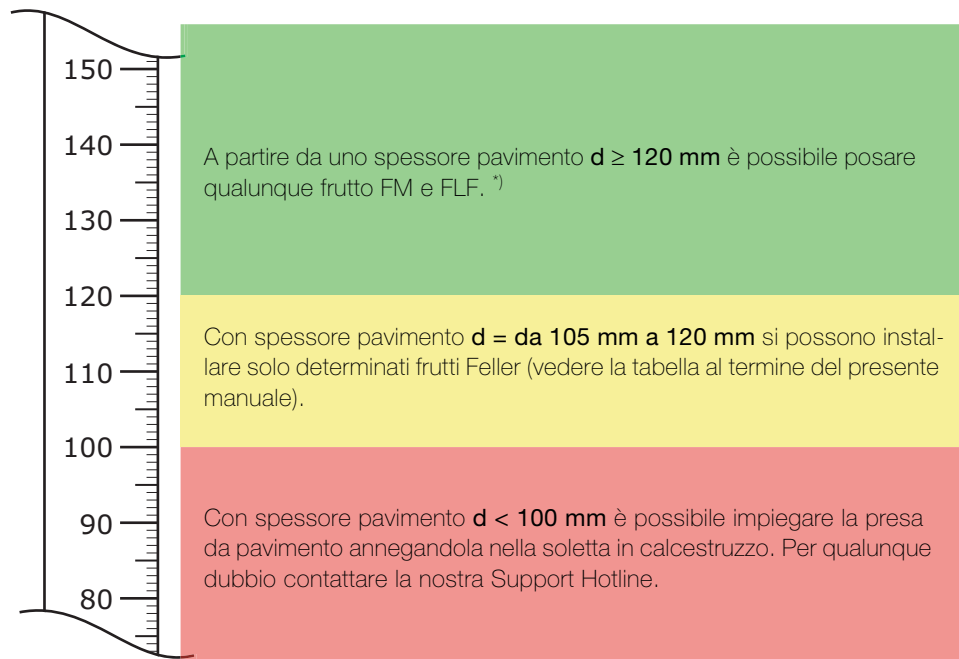 150
140
130
120
110
100
90
80
A partire da uno spessore pavimento d ≥ 120 mm è possibile posare
qualunque frutto FM e FLF. *)
Con spessore pavimento d = da 105 mm a 120 mm si possono instal-
lare solo determinati frutti Feller (vedere la tabella al termine del presente
manuale).
Con spessore pavimento d < 100 mm è possibile impiegare la presa
da pavimento annegandola nella soletta in calcestruzzo. Per qualunque
dubbio contattare la nostra Support Hotline.